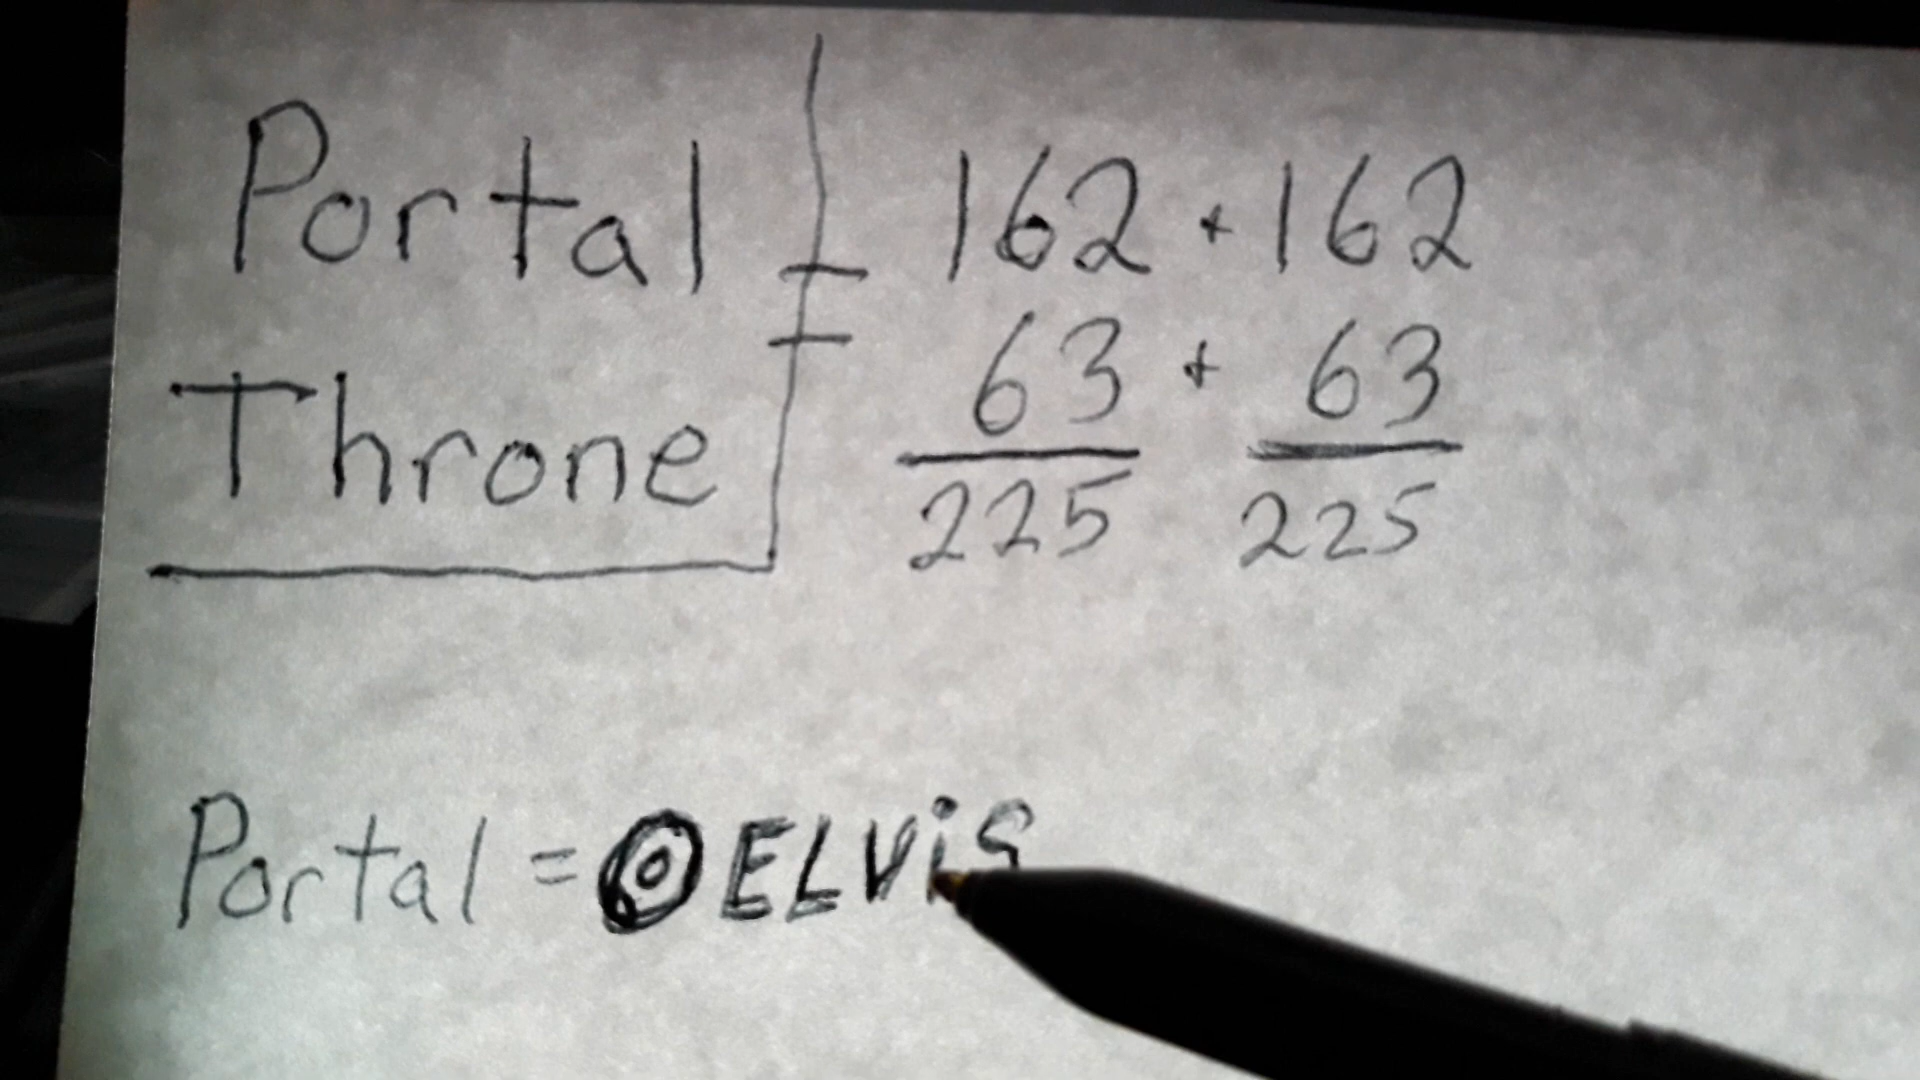 Portal = 162 + 162
Throne 63 + 63
225 225
Portal = O ELViS